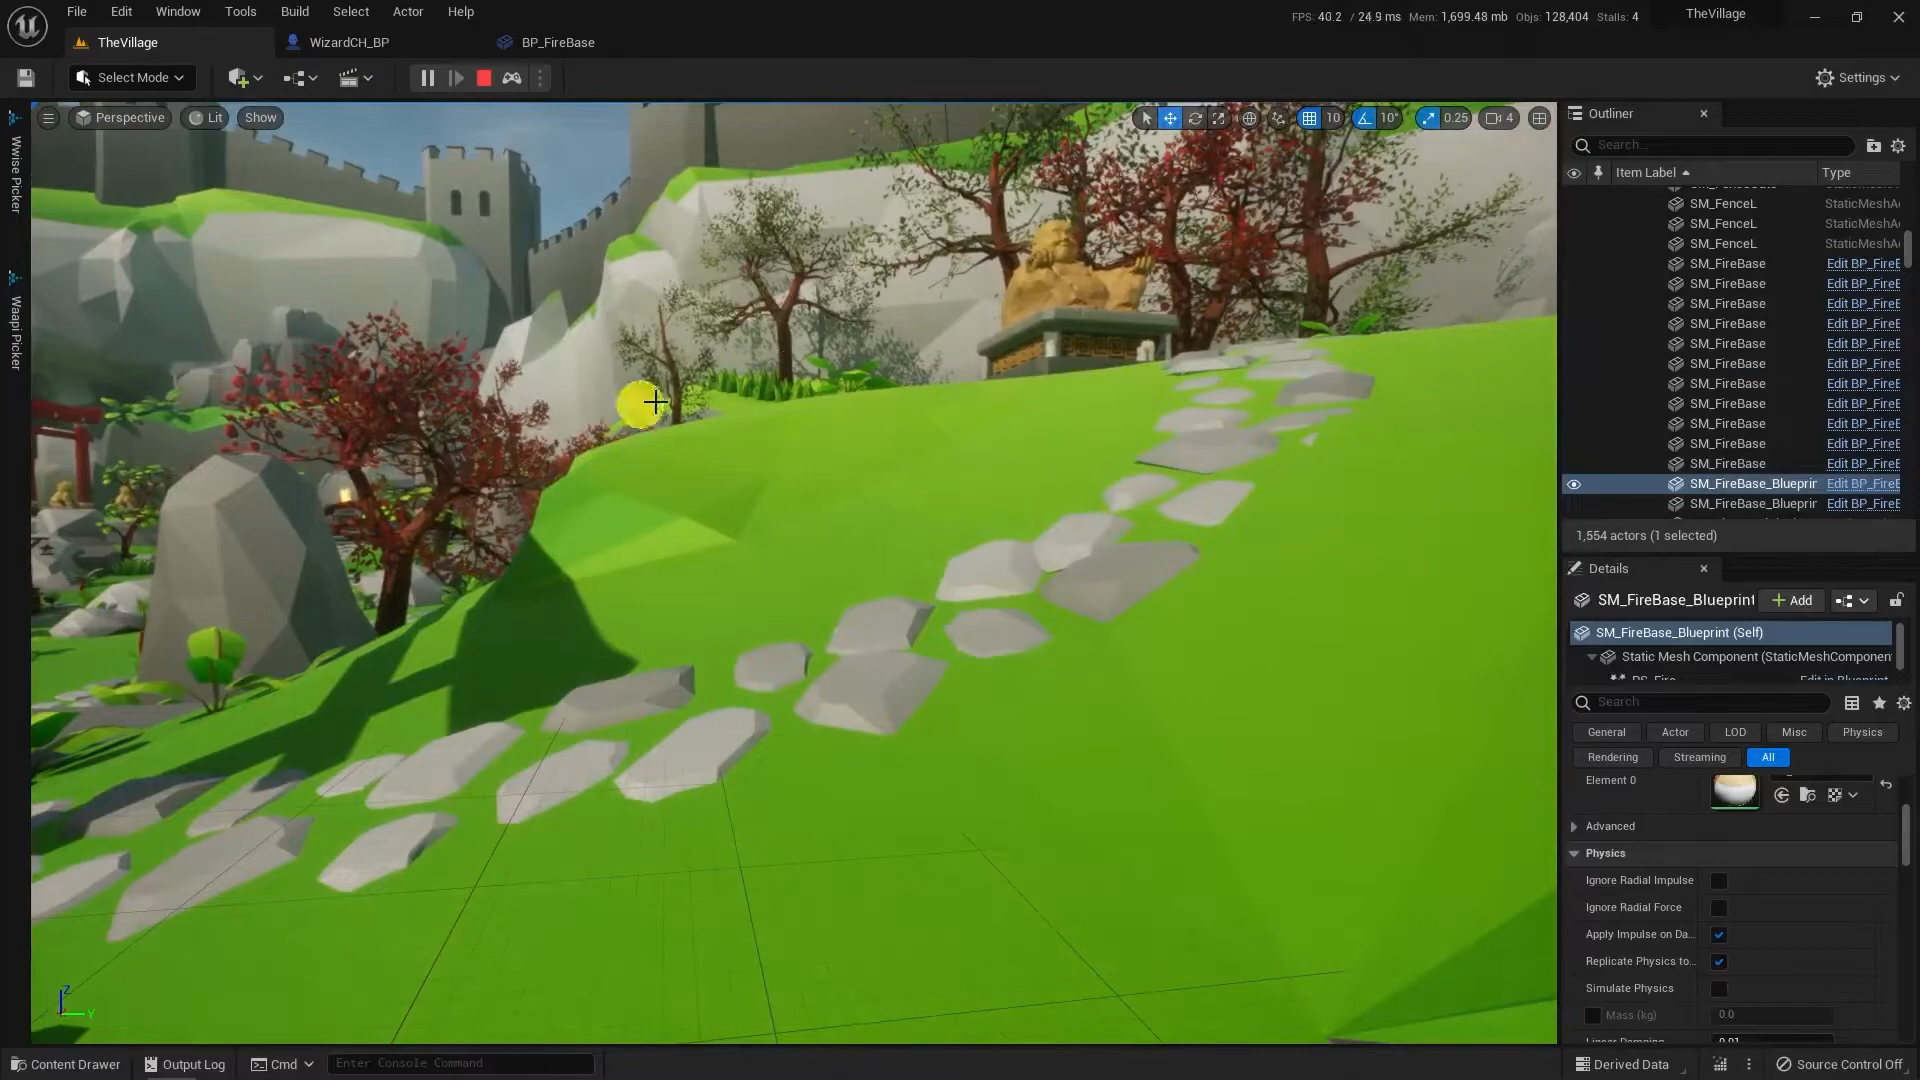 File Edit Window Tools Build Select Actor Help
FPS: 40.2 / 24.9 ms Mem: 1,699.48 mb Objs: 128,404 Stalls: 4
TheVillage
TheVillage
WizardCH_BP
BP_FireBase
Select Mode
Settings
Wwise Picker
Waapi Picker
Perspective
Lit
Show
10
10°
0.25
4
Outliner
Search...
Item Label
Type
SM_FenceL StaticMeshA
SM_FenceL StaticMeshA
SM_FenceL StaticMeshA
SM_FireBase Edit BP_FireE
SM_FireBase Edit BP_FireE
SM_FireBase Edit BP_FireE
SM_FireBase Edit BP_FireE
SM_FireBase Edit BP_FireE
SM_FireBase Edit BP_FireE
SM_FireBase Edit BP_FireE
SM_FireBase Edit BP_FireE
SM_FireBase Edit BP_FireE
SM_FireBase Edit BP_FireE
SM_FireBase Edit BP_FireE
SM_FireBase_Blueprir Edit BP_FireE
SM_FireBase_Blueprir Edit BP_FireE
1,554 actors (1 selected)
Details
SM_FireBase_Blueprint
Add
SM_FireBase_Blueprint (Self)
Static Mesh Component (StaticMeshComponen
PS_Fire Edit in Blueprint
Search
General Actor LOD Misc Physics
Rendering Streaming All
Element 0
Advanced
Physics
Ignore Radial Impulse
Ignore Radial Force
Apply Impulse on Da...
Replicate Physics to...
Simulate Physics
Mass (kg) 0.0
Linear Damping 0.01
Z
Y
Content Drawer
Output Log
Cmd
Enter Console Command
Derived Data
Source Control Off